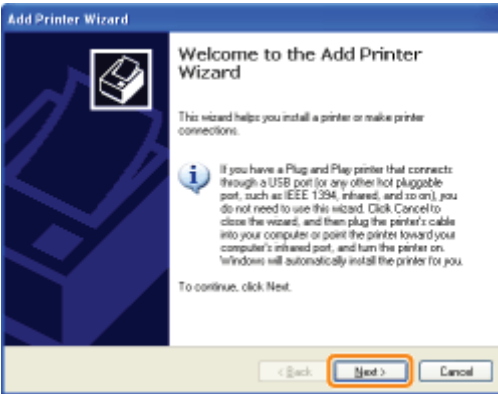 Add Printer Wizard
Welcome to the Add Printer
Wizard
This wizard helps you install a printer or make printer
connections.
If you have a Plug and Play printer that connects
through a USB port (or any other hot pluggable
port, such as IEEE 1394, infrared, and so on), you
do not need to use this wizard. Click Cancel to
close the wizard, and then plug the printer's cable
into your computer or point the printer toward your
computer's infrared port, and turn the printer on.
Windows will automatically install the printer for you.
To continue, click Next.
< Back Next > Cancel